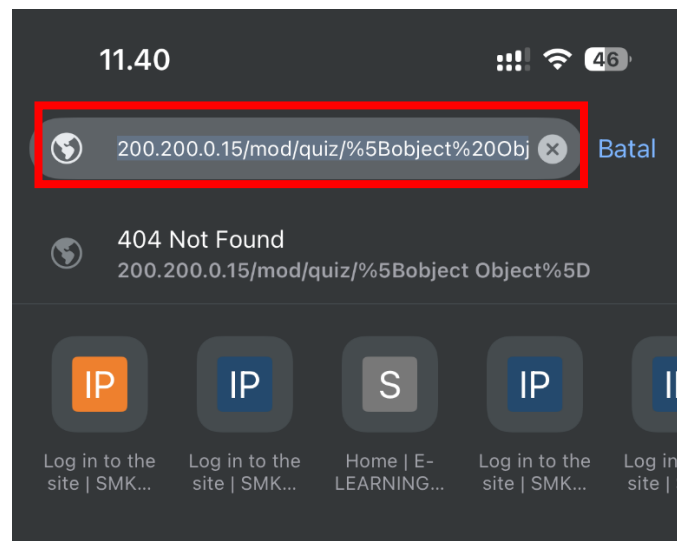 11.40
46
200.200.0.15/mod/quiz/%5Bobject%20Obj
Batal
404 Not Found
200.200.0.15/mod/quiz/%5Bobject Object%5D
IP
IP
S
IP
Log in to the
site | SMK...
Log in to the
site | SMK...
Home | E-
LEARNING...
Log in to the
site | SMK...
Log in
site |